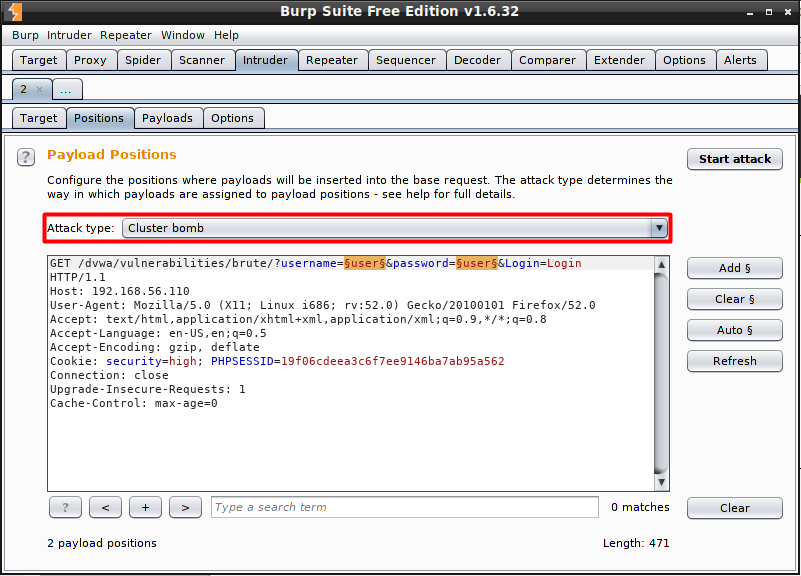 Burp Suite Free Edition v1.6.32
Burp Intruder Repeater Window Help
Target Proxy Spider Scanner Intruder Repeater Sequencer Decoder Comparer Extender Options Alerts
2 × ...
Target Positions Payloads Options
? Payload Positions
Start attack
Configure the positions where payloads will be inserted into the base request. The attack type determines the
way in which payloads are assigned to payload positions - see help for full details.
Attack type: Cluster bomb
GET /dvwa/vulnerabilities/brute/?username=§user§&password=§user§&Login=Login
HTTP/1.1
Host: 192.168.56.110
User-Agent: Mozilla/5.0 (X11; Linux i686; rv:52.0) Gecko/20100101 Firefox/52.0
Accept: text/html,application/xhtml+xml,application/xml;q=0.9,*/*;q=0.8
Accept-Language: en-US,en;q=0.5
Accept-Encoding: gzip, deflate
Cookie: security=high; PHPSESSID=19f06cdeea3c6f7ee9146ba7ab95a562
Connection: close
Upgrade-Insecure-Requests: 1
Cache-Control: max-age=0
Add §
Clear §
Auto §
Refresh
? < + > Type a search term 0 matches Clear
2 payload positions Length: 471